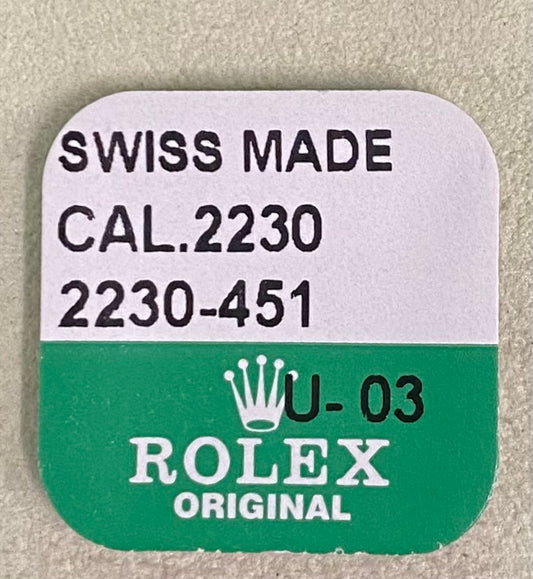 SWISS MADE
CAL.2230
2230-451
U- 03
ROLEX
ORIGINAL